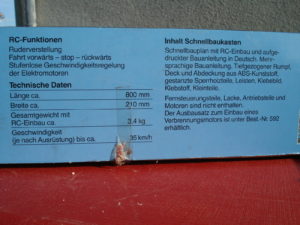 RC-Funktionen
Ruderverstellung
Fahrt vorwärts – stop – rückwärts
Stufenlose Geschwindigkeitsregelung
der Elektromotoren
Technische Daten
Länge ca. 800 mm
Breite ca. 210 mm
Gesamtgewicht mit
RC-Einbau ca. 3,4 kg
Geschwindigkeit
(je nach Ausrüstung) bis ca. 35 km/h
Inhalt Schnellbaukasten
Schnellbauplan mit RC-Einbau und aufge-
druckter Bauanleitung in Deutsch. Mehr-
sprachige Bauanleitung, Tiefgezogener Rumpf,
Deck und Abdeckung aus ABS-Kunststoff,
gestanzte Sperrholzteile, Leisten, Klebebild,
Klebstoff, Kleinteile.
Fernsteuerungsteile, Lacke, Antriebsteile und
Motoren sind nicht enthalten.
Der Ausbausatz zum Einbau eines
Verbrennungsmotors ist unter Best.-Nr. 592
erhältlich.